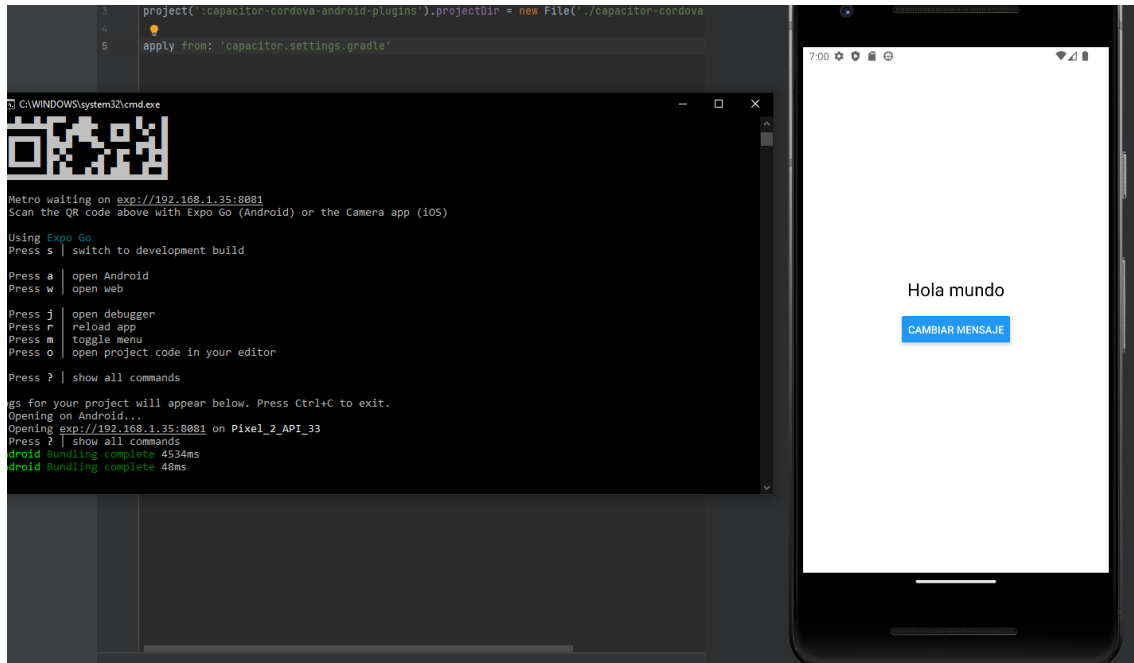 3 project(':capacitor-cordova-android-plugins').projectDir = new File('./capacitor-cordova
4
5 apply from: 'capacitor.settings.gradle'
C:\WINDOWS\system32\cmd.exe
Metro waiting on exp://192.168.1.35:8081
Scan the QR code above with Expo Go (Android) or the Camera app (iOS)
Using Expo Go
Press s │ switch to development build
Press a │ open Android
Press w │ open web
Press j │ open debugger
Press r │ reload app
Press m │ toggle menu
Press o │ open project code in your editor
Press ? │ show all commands
gs for your project will appear below. Press Ctrl+C to exit.
Opening on Android...
Opening exp://192.168.1.35:8081 on Pixel_2_API_33
Press ? │ show all commands
droid Bundling complete 4534ms
droid Bundling complete 48ms
7:00
Hola mundo
CAMBIAR MENSAJE